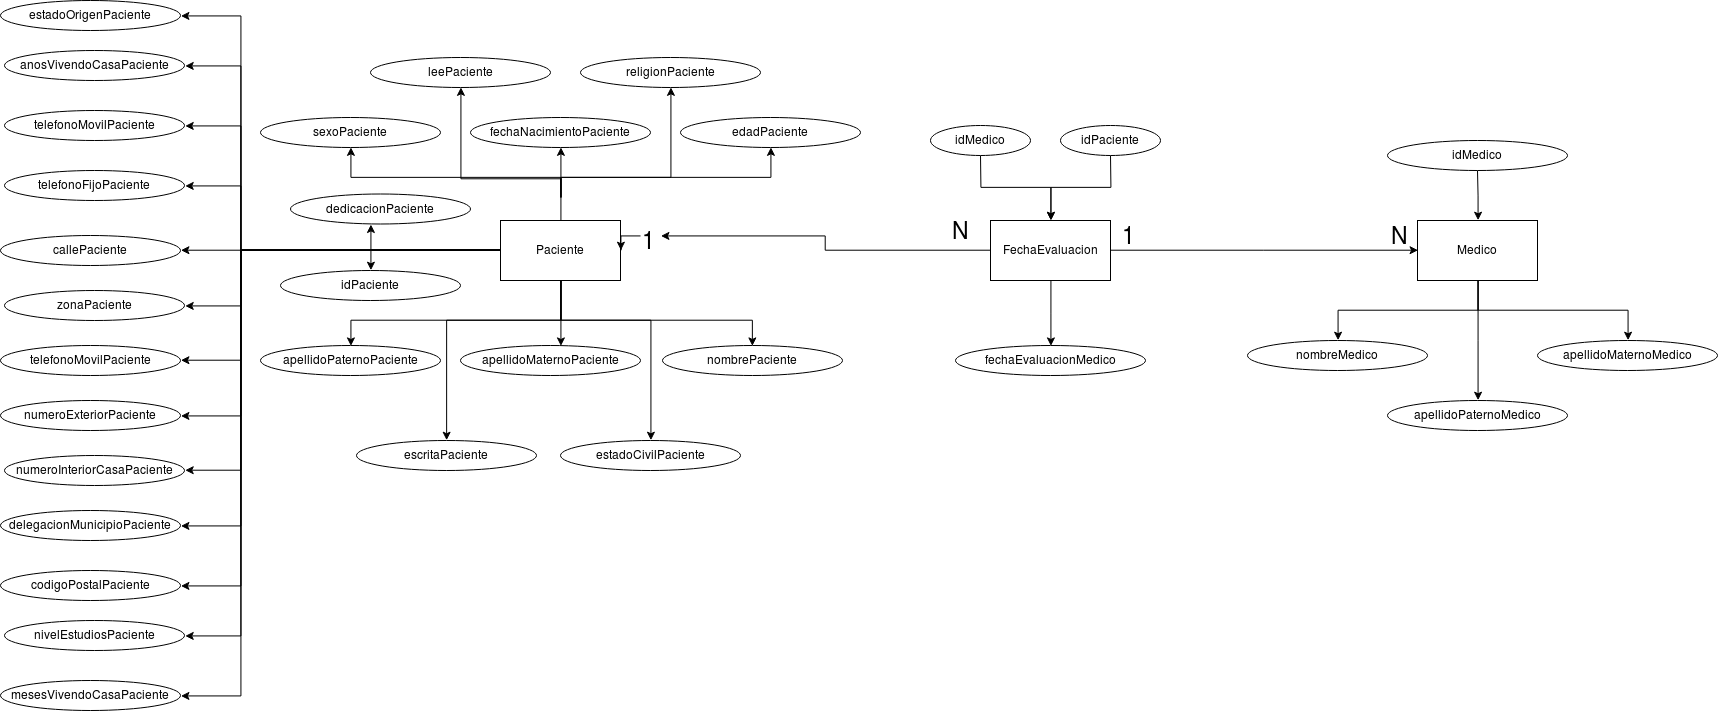 estadoOrigenPaciente
anosVivendoCasaPaciente
leePaciente
religionPaciente
telefonoMovilPaciente
sexoPaciente
fechaNacimientoPaciente
edadPaciente
idMedico
idPaciente
idMedico
telefonoFijoPaciente
dedicacionPaciente
callePaciente
Paciente
1
N
FechaEvaluacion
1
N
Medico
idPaciente
zonaPaciente
telefonoMovilPaciente
apellidoPaternoPaciente
apellidoMaternoPaciente
nombrePaciente
fechaEvaluacionMedico
nombreMedico
apellidoMaternoMedico
numeroExteriorPaciente
apellidoPaternoMedico
escritaPaciente
estadoCivilPaciente
numeroInteriorCasaPaciente
delegacionMunicipioPaciente
codigoPostalPaciente
nivelEstudiosPaciente
mesesVivendoCasaPaciente